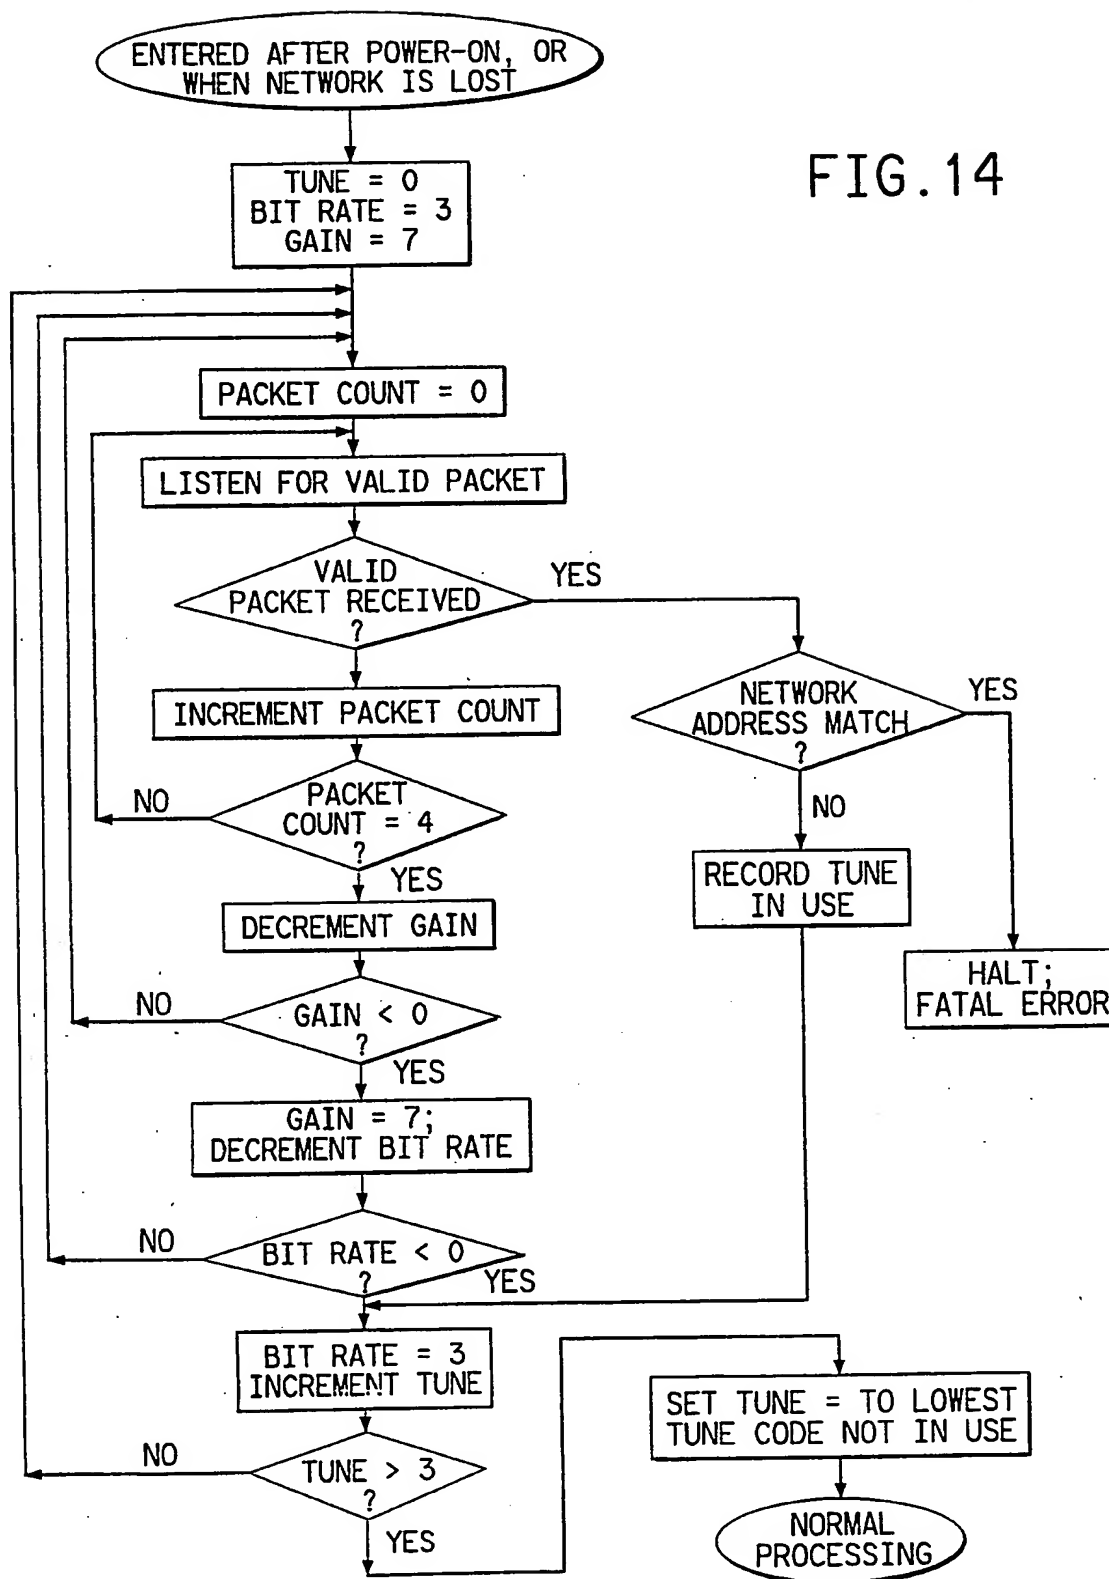 ENTERED AFTER POWER-ON, OR
WHEN NETWORK IS LOST
FIG.14
TUNE = 0
BIT RATE = 3
GAIN = 7
PACKET COUNT = 0
LISTEN FOR VALID PACKET
VALID
PACKET RECEIVED
?
YES
INCREMENT PACKET COUNT
NETWORK
ADDRESS MATCH
?
YES
NO
PACKET
COUNT = 4
?
NO
YES
RECORD TUNE
IN USE
DECREMENT GAIN
HALT;
FATAL ERROR
GAIN < 0
?
NO
YES
GAIN = 7;
DECREMENT BIT RATE
BIT RATE < 0
?
NO
YES
BIT RATE = 3
INCREMENT TUNE
SET TUNE = TO LOWEST
TUNE CODE NOT IN USE
TUNE > 3
?
NO
YES
NORMAL
PROCESSING